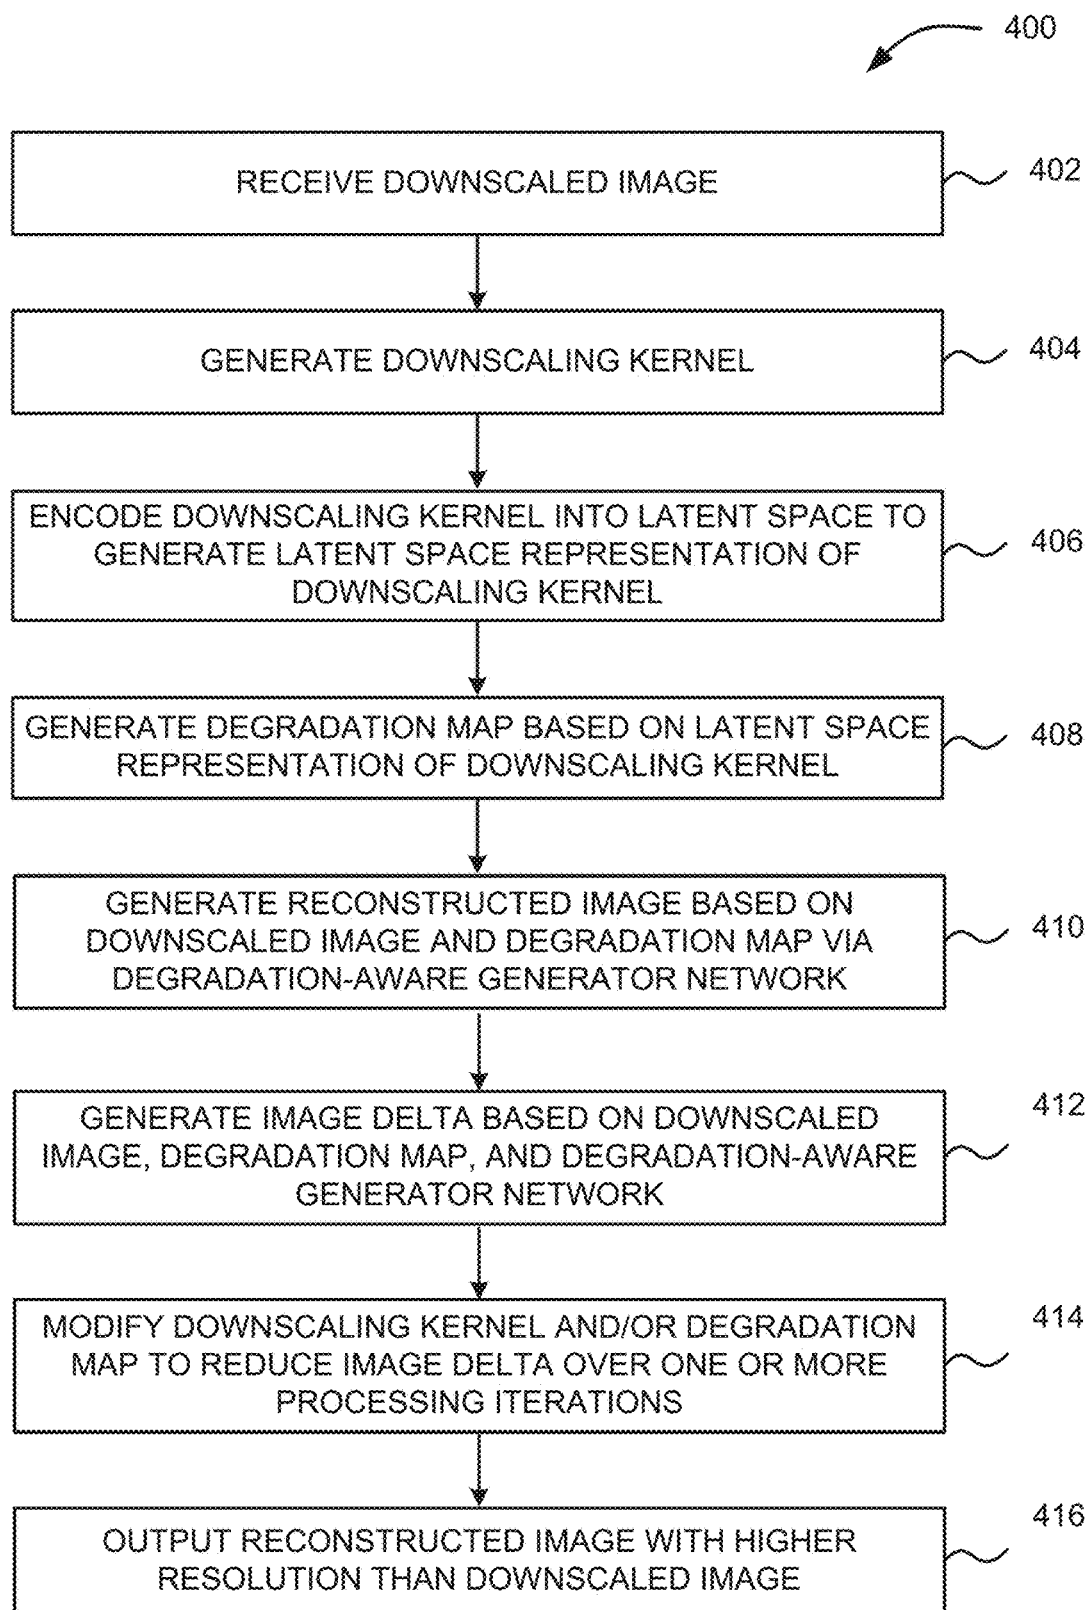 400
RECEIVE DOWNSCALED IMAGE
402
GENERATE DOWNSCALING KERNEL
404
ENCODE DOWNSCALING KERNEL INTO LATENT SPACE TO
GENERATE LATENT SPACE REPRESENTATION OF
DOWNSCALING KERNEL
406
GENERATE DEGRADATION MAP BASED ON LATENT SPACE
REPRESENTATION OF DOWNSCALING KERNEL
408
GENERATE RECONSTRUCTED IMAGE BASED ON
DOWNSCALED IMAGE AND DEGRADATION MAP VIA
DEGRADATION-AWARE GENERATOR NETWORK
410
GENERATE IMAGE DELTA BASED ON DOWNSCALED
IMAGE, DEGRADATION MAP, AND DEGRADATION-AWARE
GENERATOR NETWORK
412
MODIFY DOWNSCALING KERNEL AND/OR DEGRADATION
MAP TO REDUCE IMAGE DELTA OVER ONE OR MORE
PROCESSING ITERATIONS
414
OUTPUT RECONSTRUCTED IMAGE WITH HIGHER
RESOLUTION THAN DOWNSCALED IMAGE
416